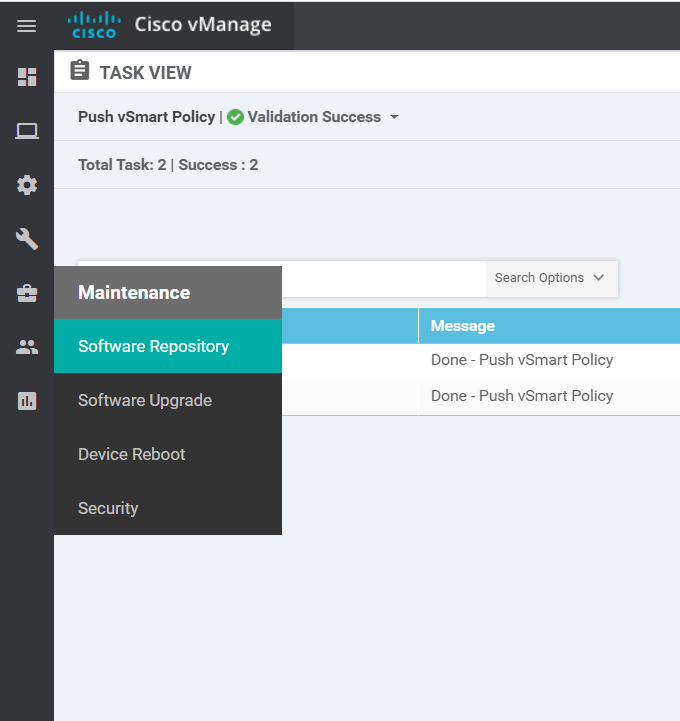 CISCO Cisco vManage
TASK VIEW
Push vSmart Policy | Validation Success
Total Task: 2 | Success : 2
Search Options
Maintenance
Software Repository
Software Upgrade
Device Reboot
Security
Message
Done - Push vSmart Policy
Done - Push vSmart Policy